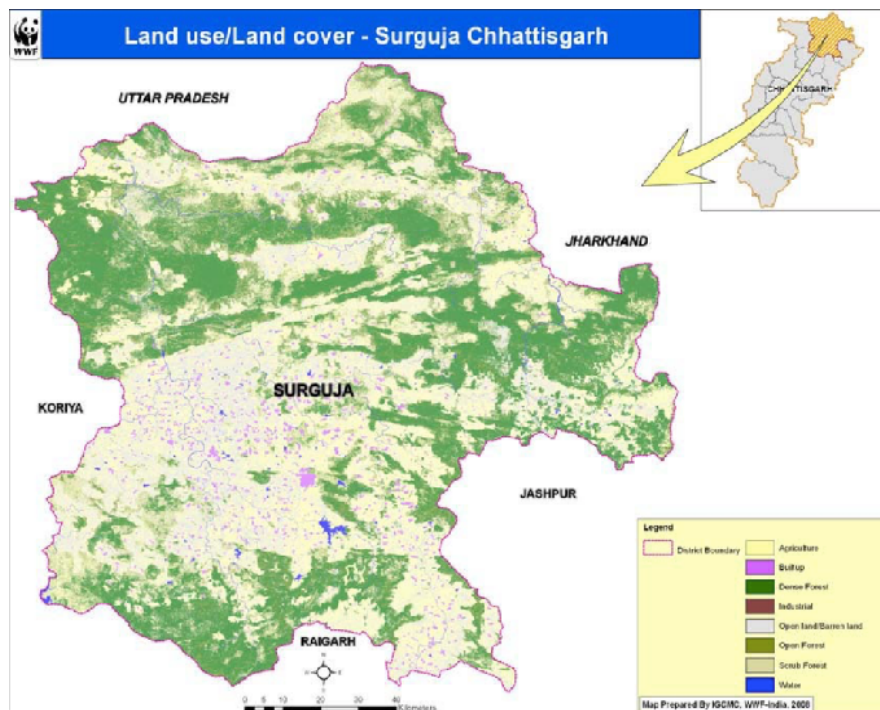 WWF
Land use/Land cover - Surguja Chhattisgarh
CHHATTISGARH
UTTAR PRADESH
JHARKHAND
SURGUJA
KORIYA
JASHPUR
RAIGARH
Legend
District Boundary
Agriculture
Builtup
Dense Forest
Industrial
Open land/Barren land
Open Forest
Scrub Forest
Water
N
0 5 10 20 30 40
Kilometers
Map Prepared By IGCMC, WWF-India, 2008